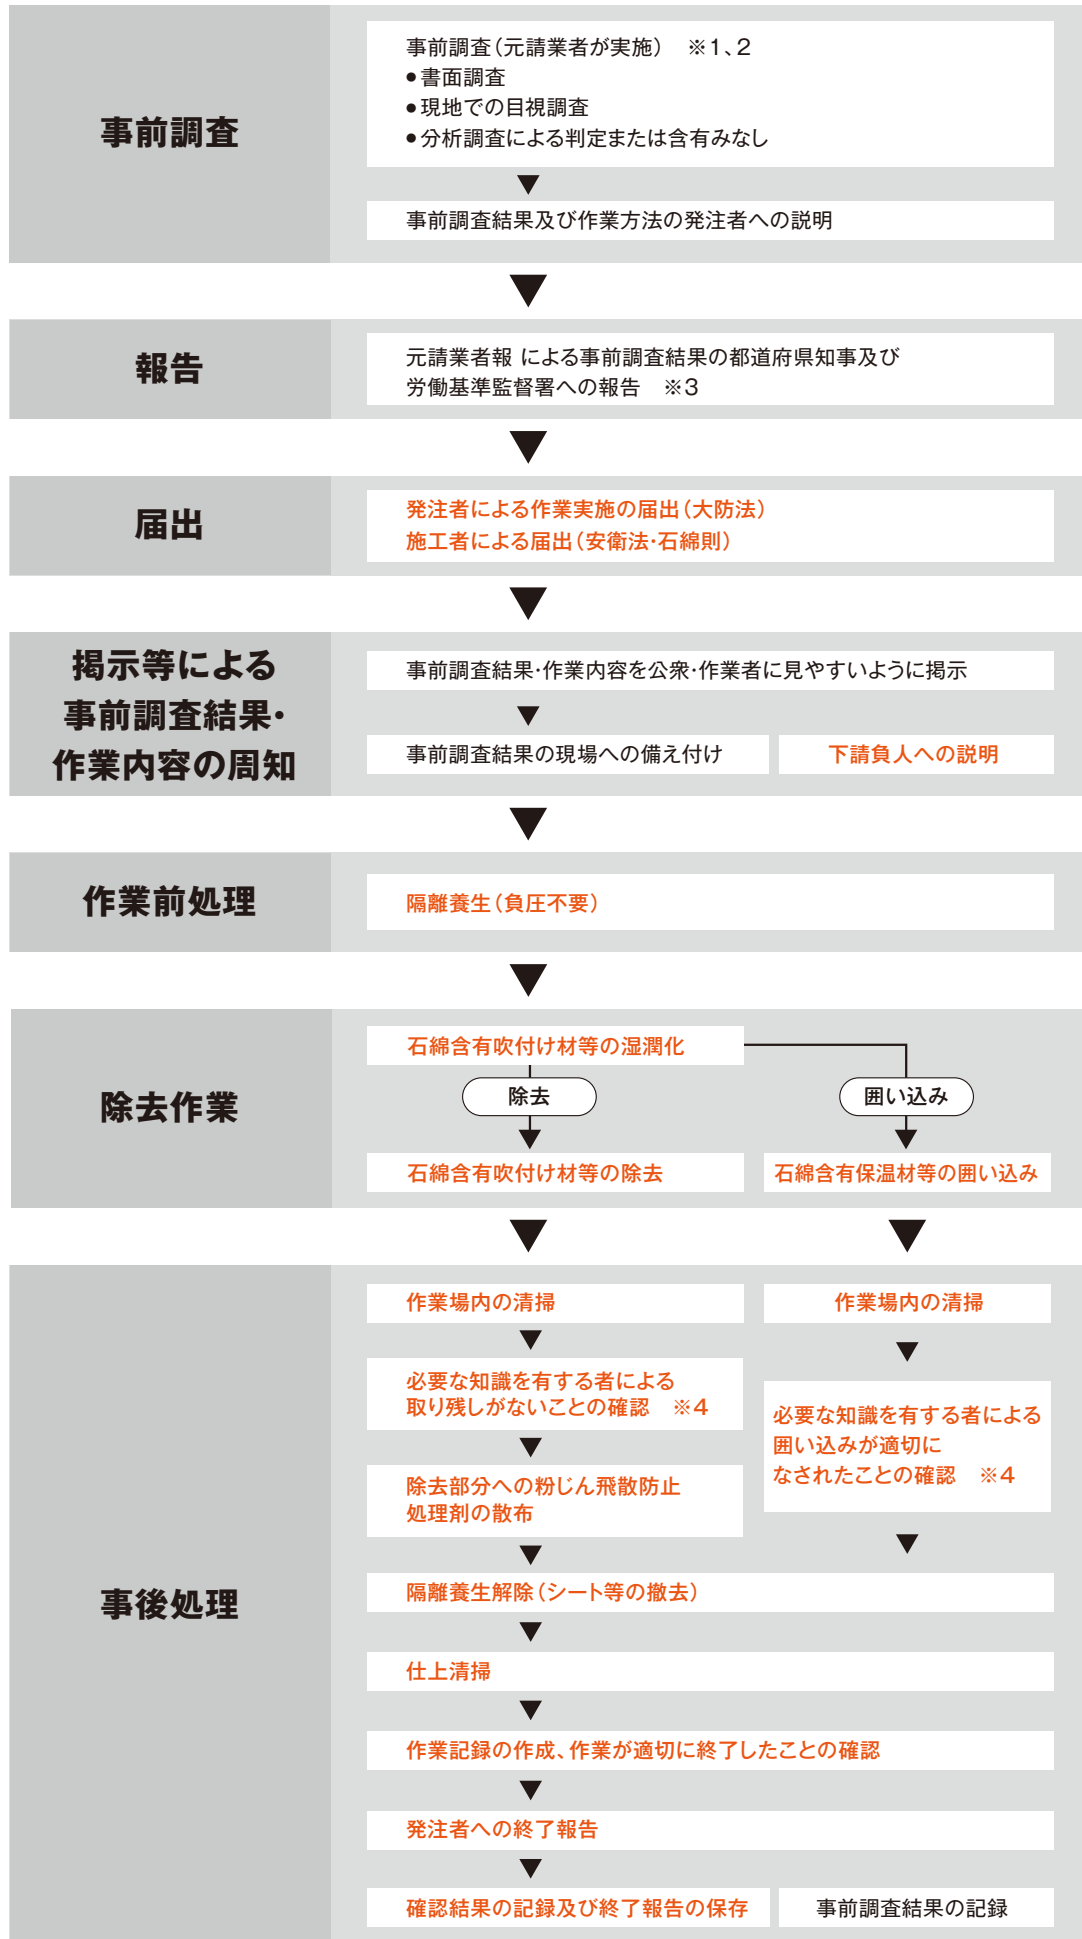 事前調査
事前調査（元請業者が実施）　※1、2
●書面調査
●現地での目視調査
●分析調査による判定または含有みなし
事前調査結果及び作業方法の発注者への説明
報告
元請業者報 による事前調査結果の都道府県知事及び
労働基準監督署への報告　※3
届出
発注者による作業実施の届出（大防法）
施工者による届出（安衛法・石綿則）
掲示等による
事前調査結果・
作業内容の周知
事前調査結果・作業内容を公衆・作業者に見やすいように掲示
事前調査結果の現場への備え付け
下請負人への説明
作業前処理
隔離養生（負圧不要）
除去作業
石綿含有吹付け材等の湿潤化
除去
囲い込み
石綿含有吹付け材等の除去
石綿含有保温材等の囲い込み
事後処理
作業場内の清掃
作業場内の清掃
必要な知識を有する者による
取り残しがないことの確認　※4
必要な知識を有する者による
囲い込みが適切に
なされたことの確認　※4
除去部分への粉じん飛散防止
処理剤の散布
隔離養生解除（シート等の撤去）
仕上清掃
作業記録の作成、作業が適切に終了したことの確認
発注者への終了報告
確認結果の記録及び終了報告の保存
事前調査結果の記録